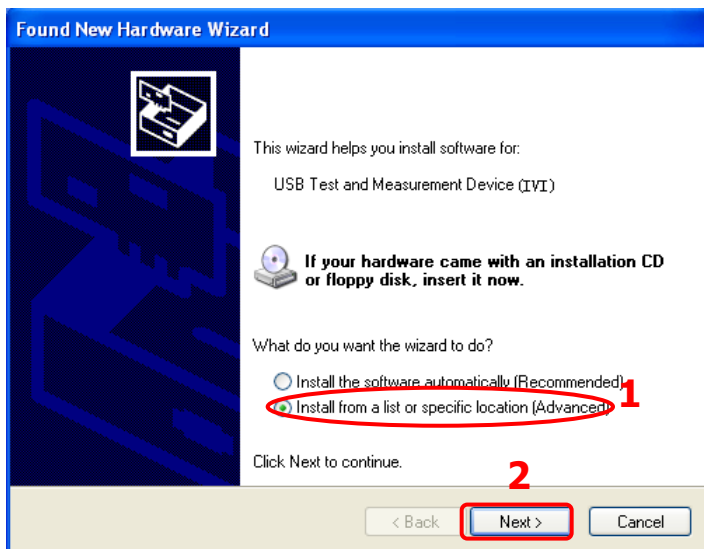 Found New Hardware Wizard
This wizard helps you install software for:
USB Test and Measurement Device (IVI)
If your hardware came with an installation CD
or floppy disk, insert it now.
What do you want the wizard to do?
Install the software automatically (Recommended)
Install from a list or specific location (Advanced)
1
Click Next to continue.
2
< Back
Next >
Cancel